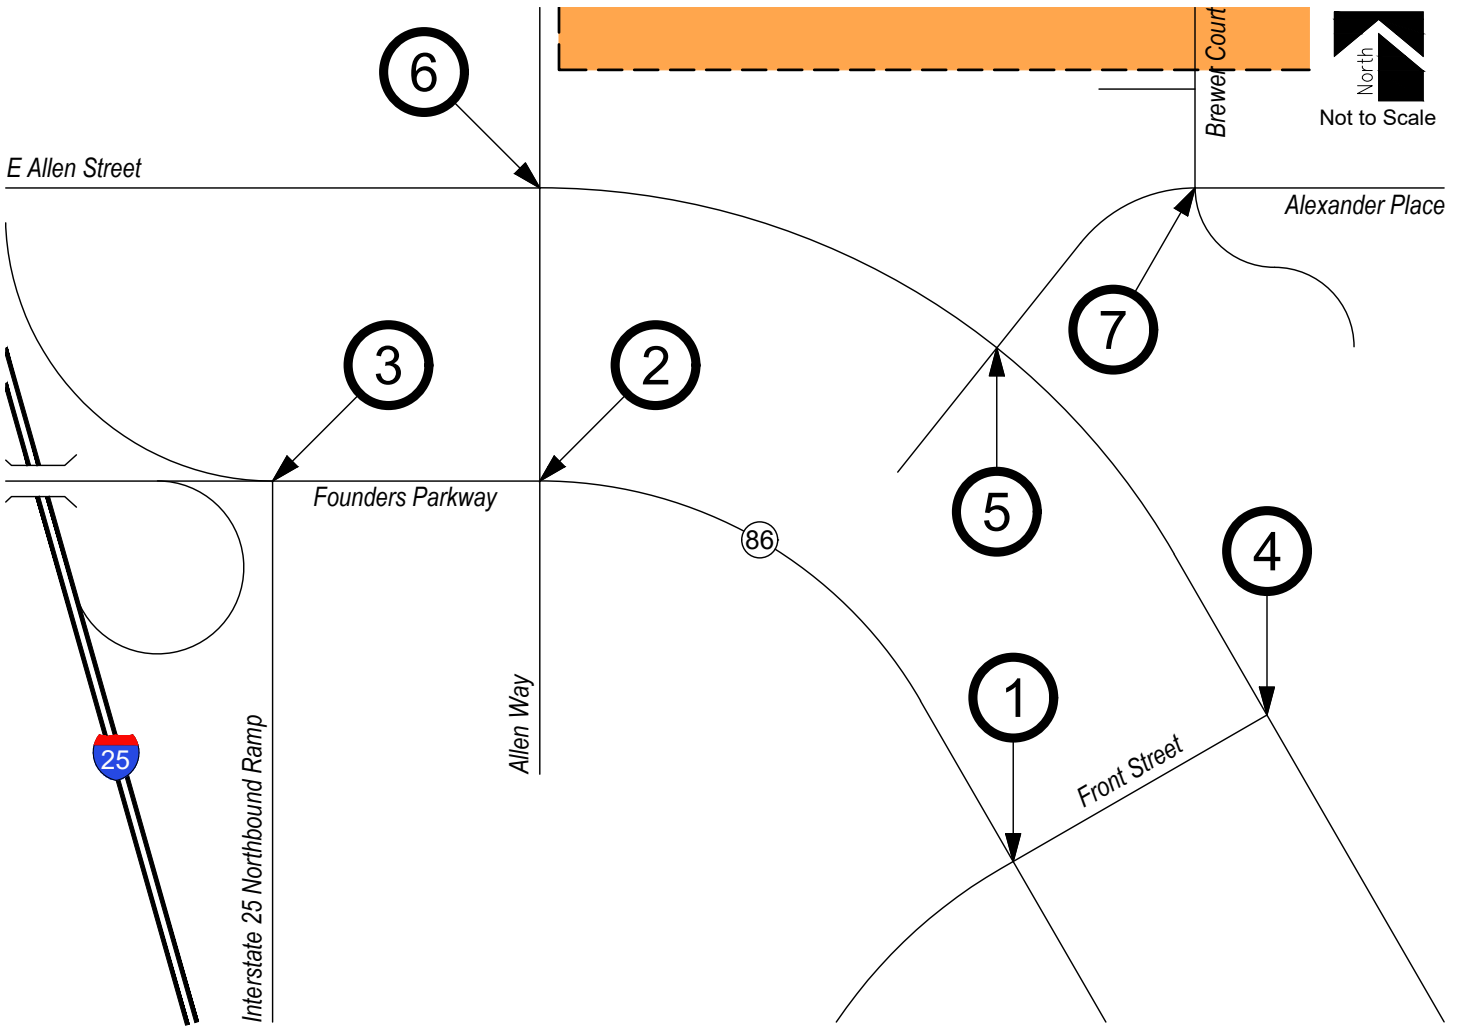 Brewer Court
North
Not to Scale
6
E Allen Street
Alexander Place
7
3
2
Founders Parkway
5
86
4
1
Allen Way
Interstate 25 Northbound Ramp
25
Front Street